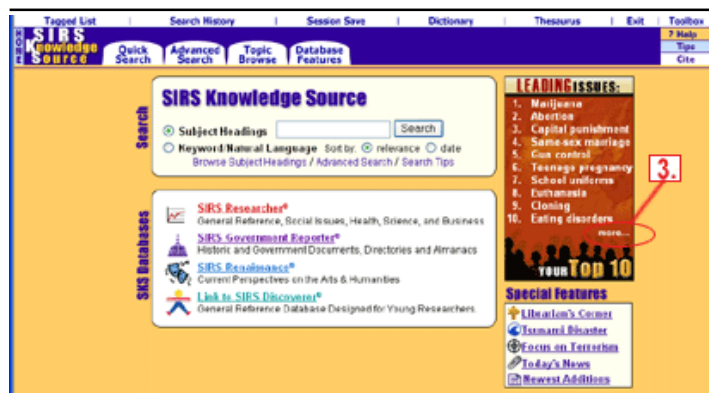 Tagged List | Search History | Session Save | Dictionary | Thesaurus | Exit | Toolbox
HOME
SIRS Knowledge Source
Quick Search
Advanced Search
Topic Browse
Database Features
? Help
Tips
Cite
Search
SIRS Knowledge Source
Subject Headings Search
Keyword/Natural Language Sort by: relevance date
Browse Subject Headings / Advanced Search / Search Tips
SKS Databases
SIRS Researcher®
General Reference, Social Issues, Health, Science, and Business
SIRS Government Reporter®
Historic and Government Documents, Directories and Almanacs
SIRS Renaissance®
Current Perspectives on the Arts & Humanities
Link to SIRS Discoverer®
General Reference Database Designed for Young Researchers.
LEADING ISSUES:
1. Marijuana
2. Abortion
3. Capital punishment
4. Same-sex marriage
5. Gun control
6. Teenage pregnancy
7. School uniforms
8. Euthanasia
9. Cloning
10. Eating disorders
more...
3.
YOUR Top 10
Special Features
Librarian's Corner
Tsunami Disaster
Focus on Terrorism
Today's News
Newest Additions